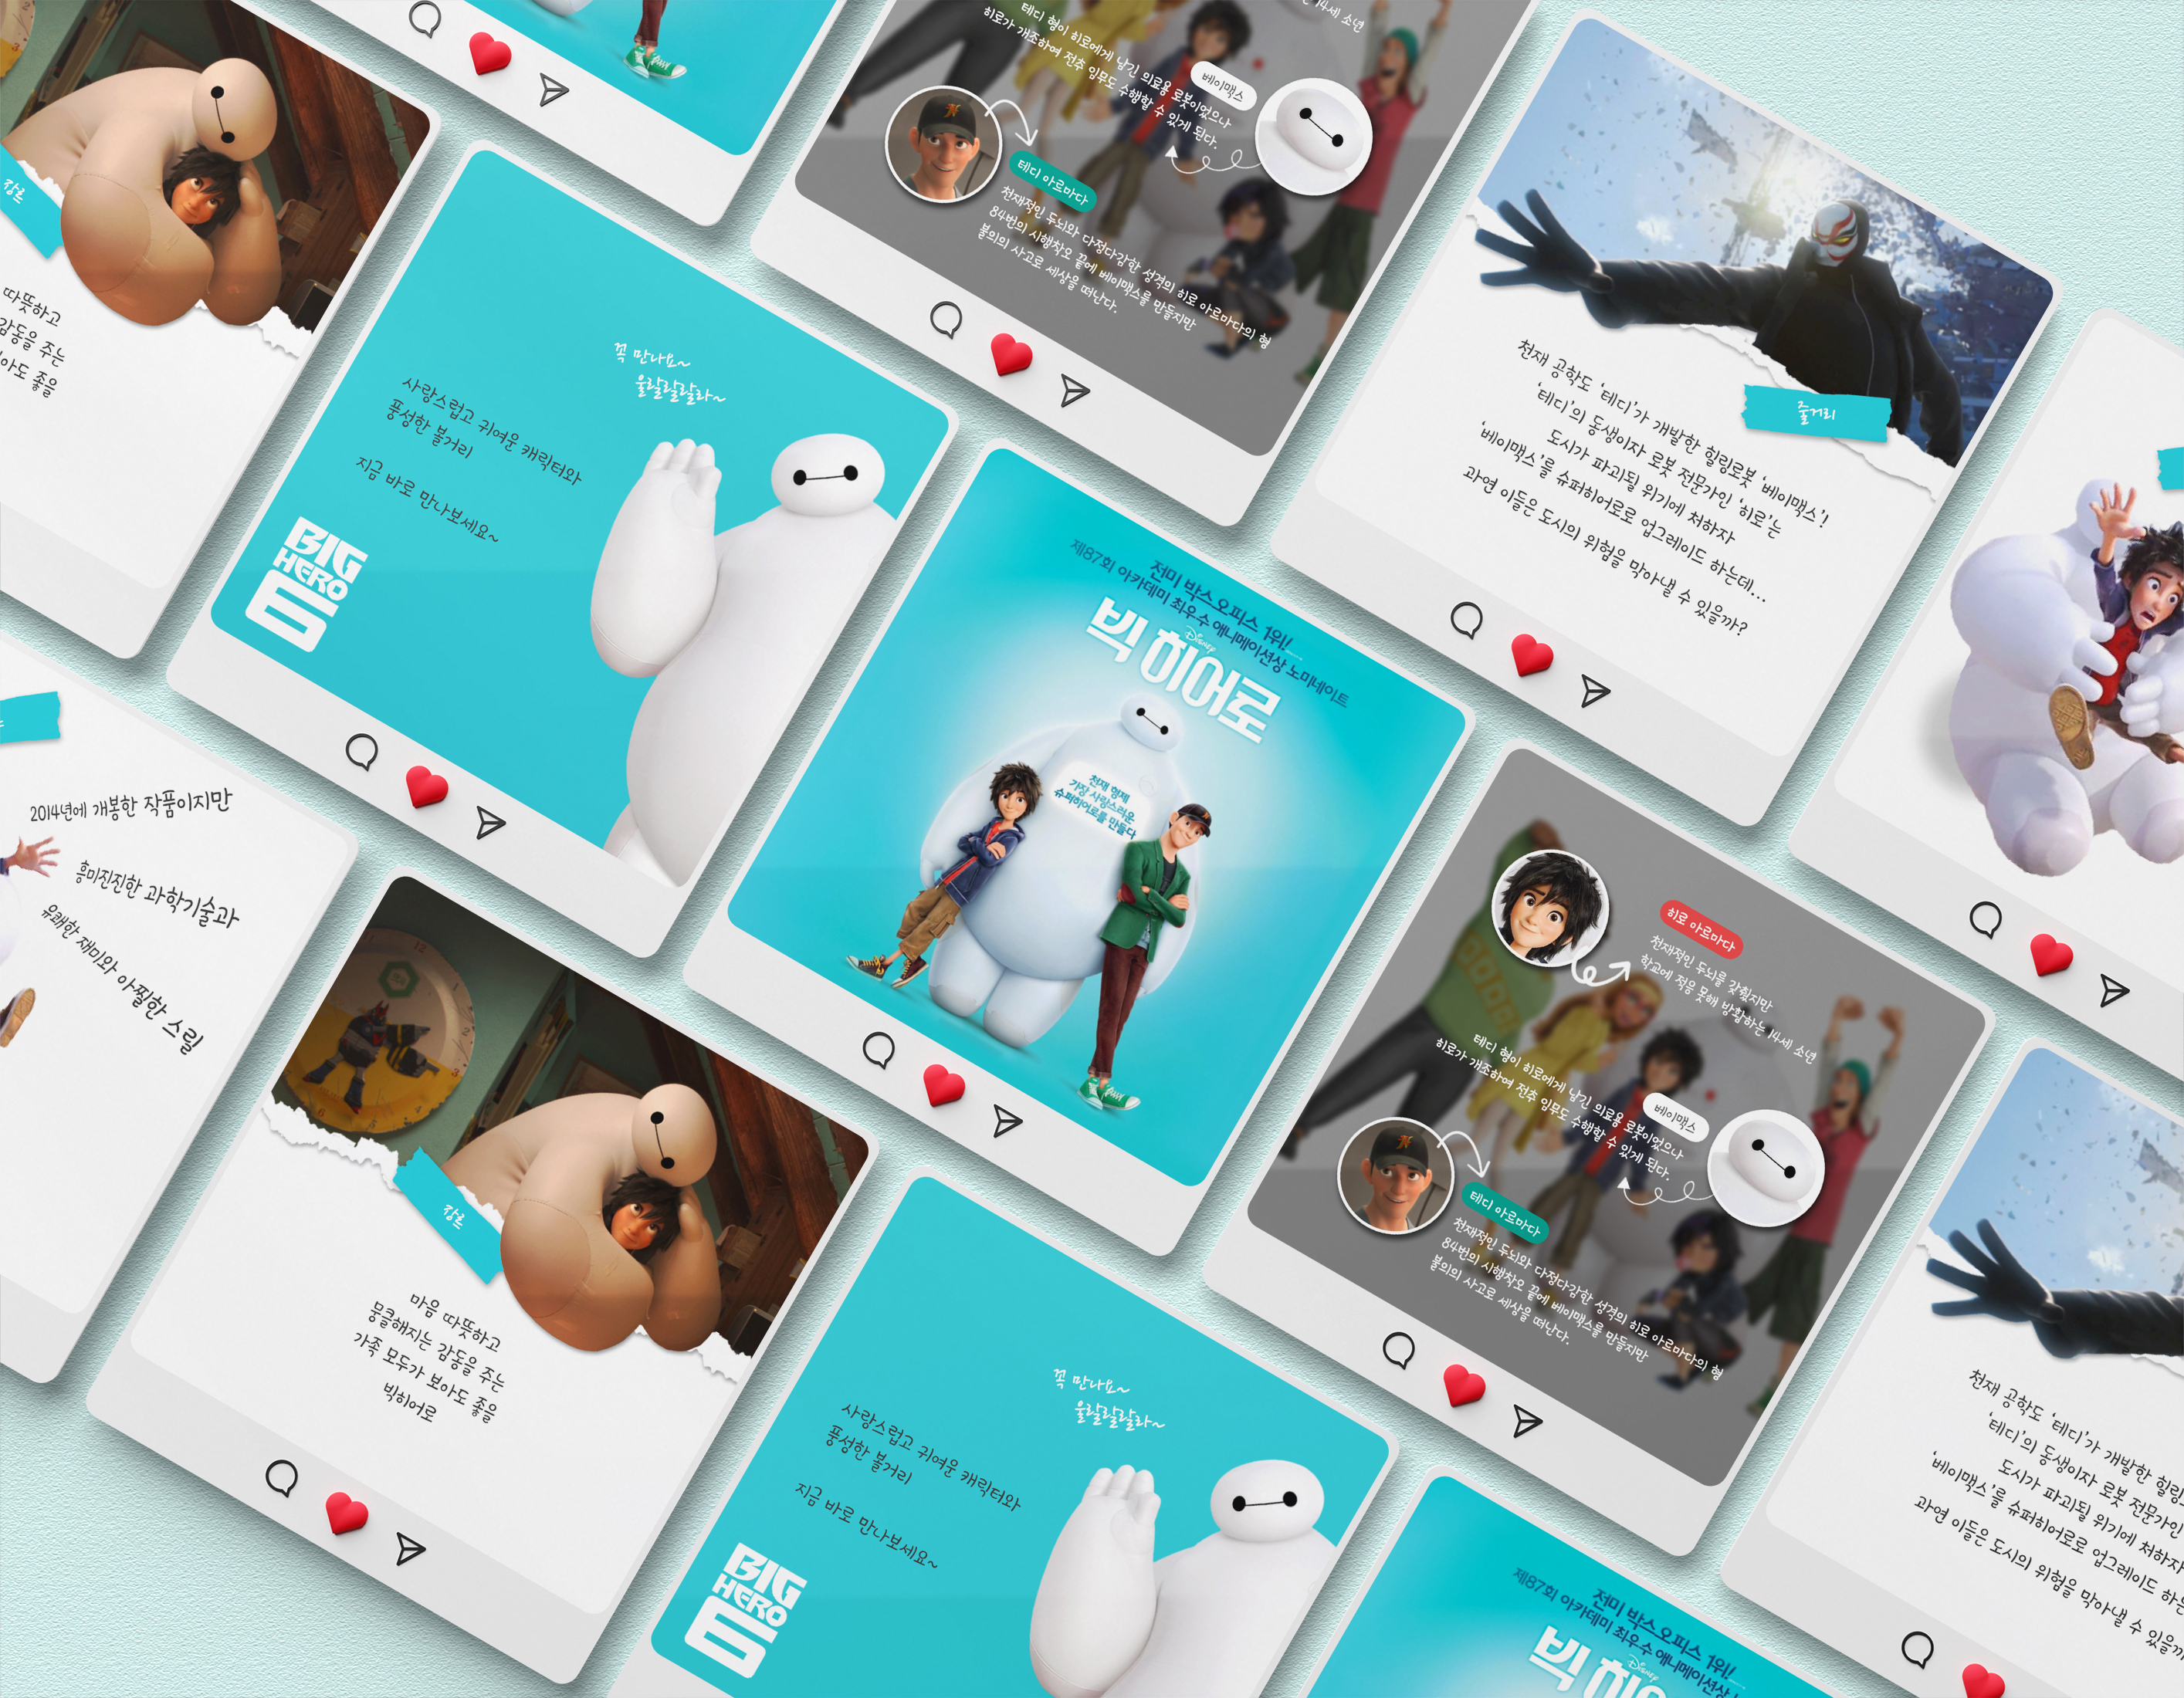 14세 소년
테디 형이 히로에게 남긴 의료용 로봇이었으나
히로가 개조하여 전추 임무도 수행할 수 있게 된다.
베이맥스
테디 아르마다
천재적인 두뇌와 다정다감한 성격의 히로 아르마다의 형
84번의 시행착오 끝에 베이맥스를 만들지만
불의의 사고로 세상을 떠난다.
장르
따뜻하고
감동을 주는
좋을
꼭 만나요~
울랄랄랄라~
사랑스럽고 귀여운 캐릭터와
풍성한 볼거리
지금 바로 만나보세요~
BIG
HERO
6
줄거리
천재 공학도 '테디'가 개발한 힐링로봇 '베이맥스'!
'테디'의 동생이자 로봇 전문가인 '히로'는
도시가 파괴될 위기에 처하자
'베이맥스'를 슈퍼히어로로 업그레이드 하는데...
과연 이들은 도시의 위험을 막아낼 수 있을까?
전미 박스오피스 1위!
제87회 아카데미 최우수 애니메이션상 노미네이트
Disney
빅 히어로
천재 형제
가장 사랑스러운
슈퍼히어로를 만들다
2014년에 개봉한 작품이지만
흥미진진한 과학기술과
유쾌한 재미와 아찔한 스릴!
장르
마음 따뜻하고
뭉클해지는 감동을 주는
가족 모두가 보아도 좋을
빅히어로
히로 아르마다
천재적인 두뇌를 갖췄지만
학교에 적응 못해 방황하는 14세 소년
테디 형이 히로에게 남긴 의료용 로봇이었으나
히로가 개조하여 전추 임무도 수행할 수 있게 된다.
베이맥스
테디 아르마다
천재적인 두뇌와 다정다감한 성격의 히로 아르마다의 형
84번의 시행착오 끝에 베이맥스를 만들지만
불의의 사고로 세상을 떠난다.
꼭 만나요~
울랄랄랄라~
사랑스럽고 귀여운 캐릭터와
풍성한 볼거리
지금 바로 만나보세요~
BIG
HERO
6
전미 박스오피스 1위!
제87회 아카데미 최우수 애니메이션상
Disney
빅
천재 공학도 '테디'가 개발한
'테디'의 동생이자 로봇 전문가인
도시가 파괴될 위기에 처하자
'베이맥스'를 슈퍼히어로로 업그레이드
과연 이들은 도시의 위험을 막아낼 수